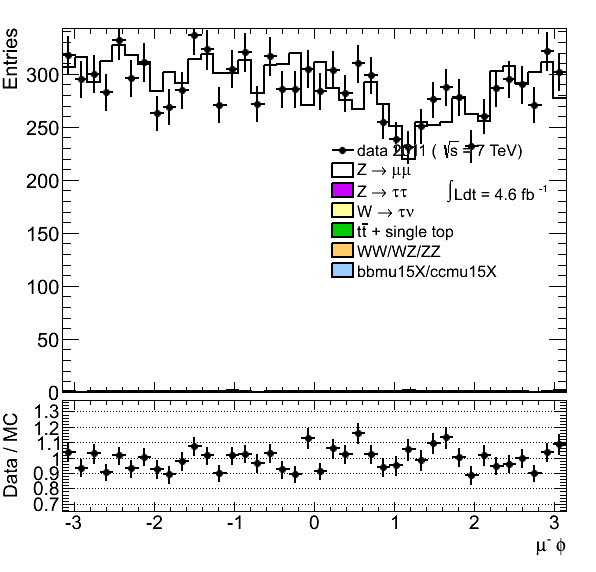 Entries
300
250
200
150
100
50
0
data 2011 ( √s = 7 TeV)
Z → μμ
Z → ττ
∫Ldt = 4.6 fb⁻¹
W → τν
tt̄ + single top
WW/WZ/ZZ
bbmu15X/ccmu15X
Data / MC
1.3
1.2
1.1
1
0.9
0.8
0.7
-3 -2 -1 0 1 2 3
μ⁻ ϕ